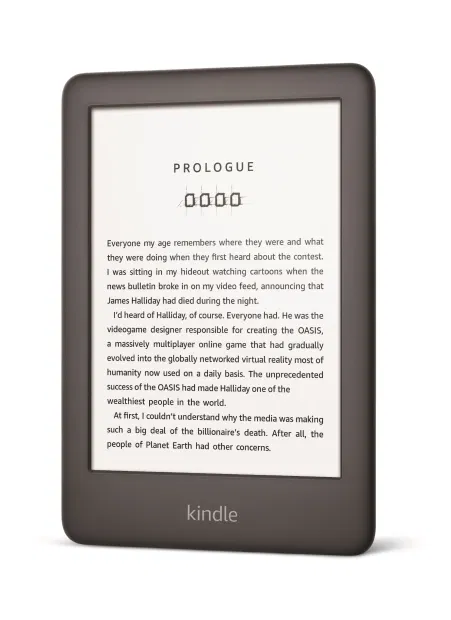 PROLOGUE
0000
Everyone my age remembers where they were and what
they were doing when they first heard about the contest.
I was sitting in my hideout watching cartoons when the
news bulletin broke in on my video feed, announcing that
James Halliday had died during the night.
I'd heard of Halliday, of course. Everyone had. He was the
videogame designer responsible for creating the OASIS,
a massively multiplayer online game that had gradually
evolved into the globally networked virtual reality most of
humanity now used on a daily basis. The unprecedented
success of the OASIS had made Halliday one of the
wealthiest people in the world.
At first, I couldn't understand why the media was making
such a big deal of the billionaire's death. After all, the
people of Planet Earth had other concerns.
kindle